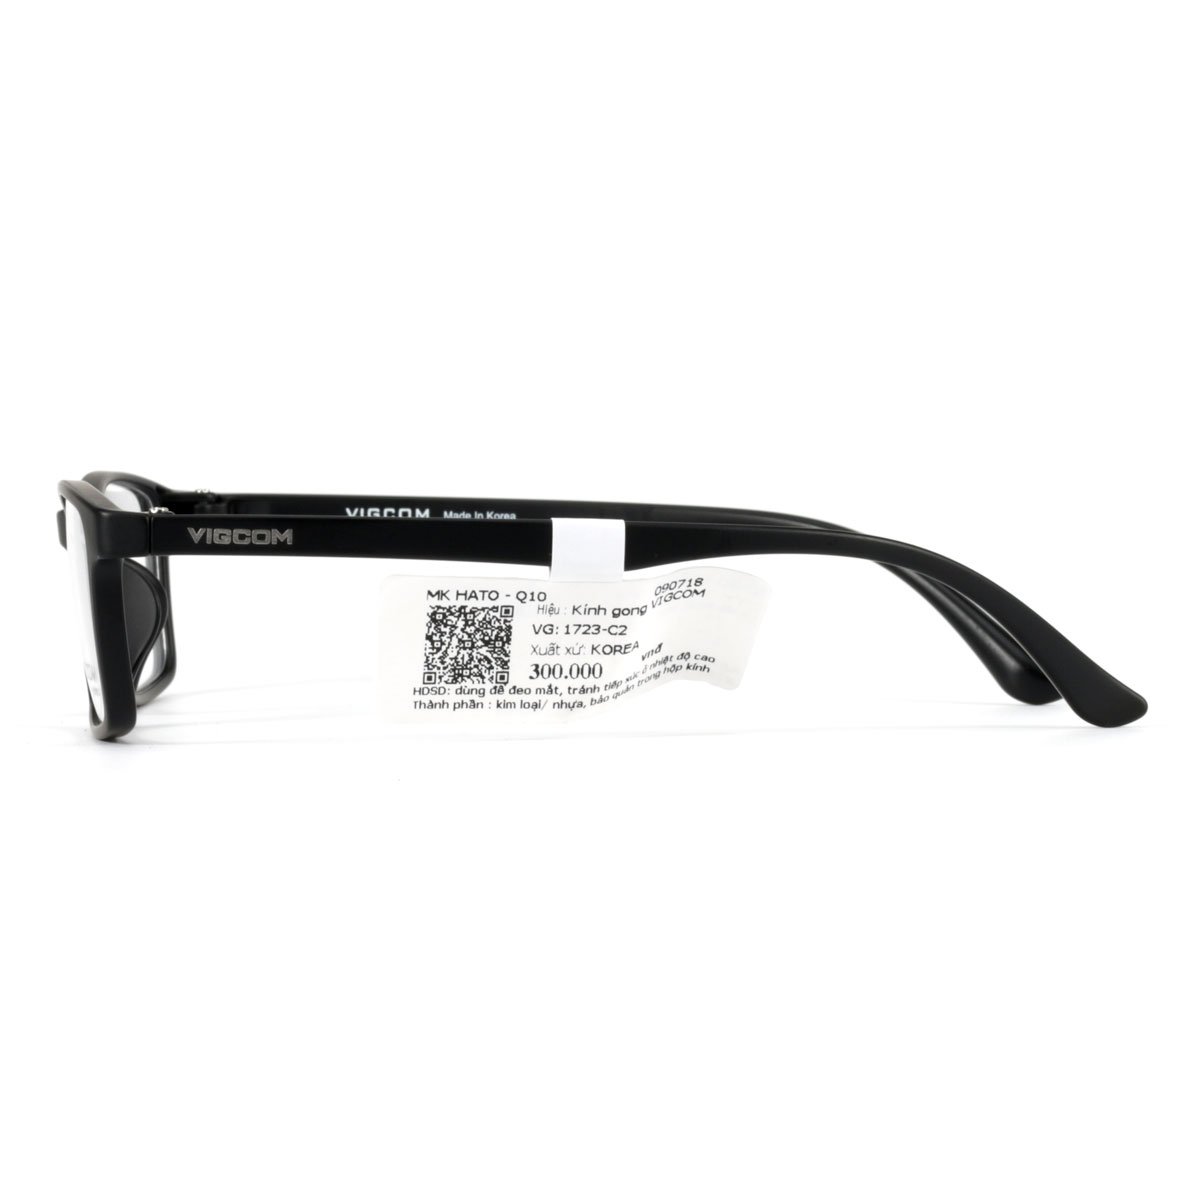 VIGCOM Made In Korea
VIGCOM
MK HATO - Q10 090718
Hiệu : Kính gong VIGCOM
VG: 1723-C2
Xuất xứ: KOREA
300.000 vnđ
HDSD: dùng để đeo mắt, tránh tiếp xúc ở nhiệt độ cao
Thành phần : kim loại/ nhựa, bảo quản trong hộp kính